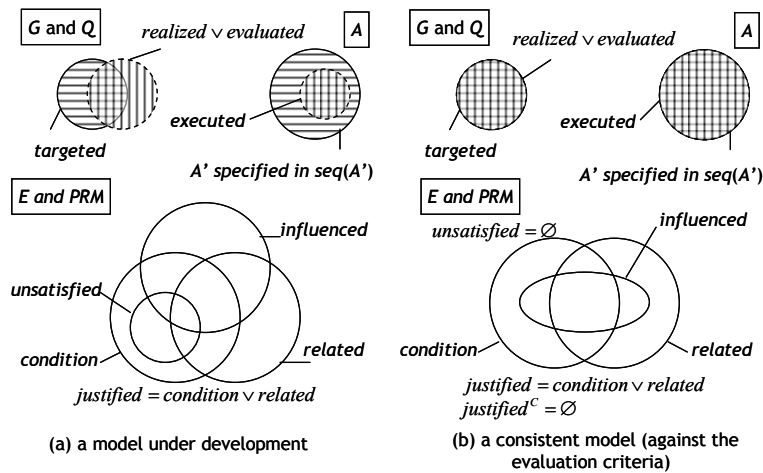 G and Q
realized ∨ evaluated
A
executed
targeted
A' specified in seq(A')
E and PRM
influenced
unsatisfied
condition
related
justified = condition ∨ related
(a) a model under development
G and Q
realized ∨ evaluated
A
executed
targeted
A' specified in seq(A')
E and PRM
unsatisfied = ∅
influenced
condition
related
justified = condition ∨ related
justified^C = ∅
(b) a consistent model (against the
evaluation criteria)